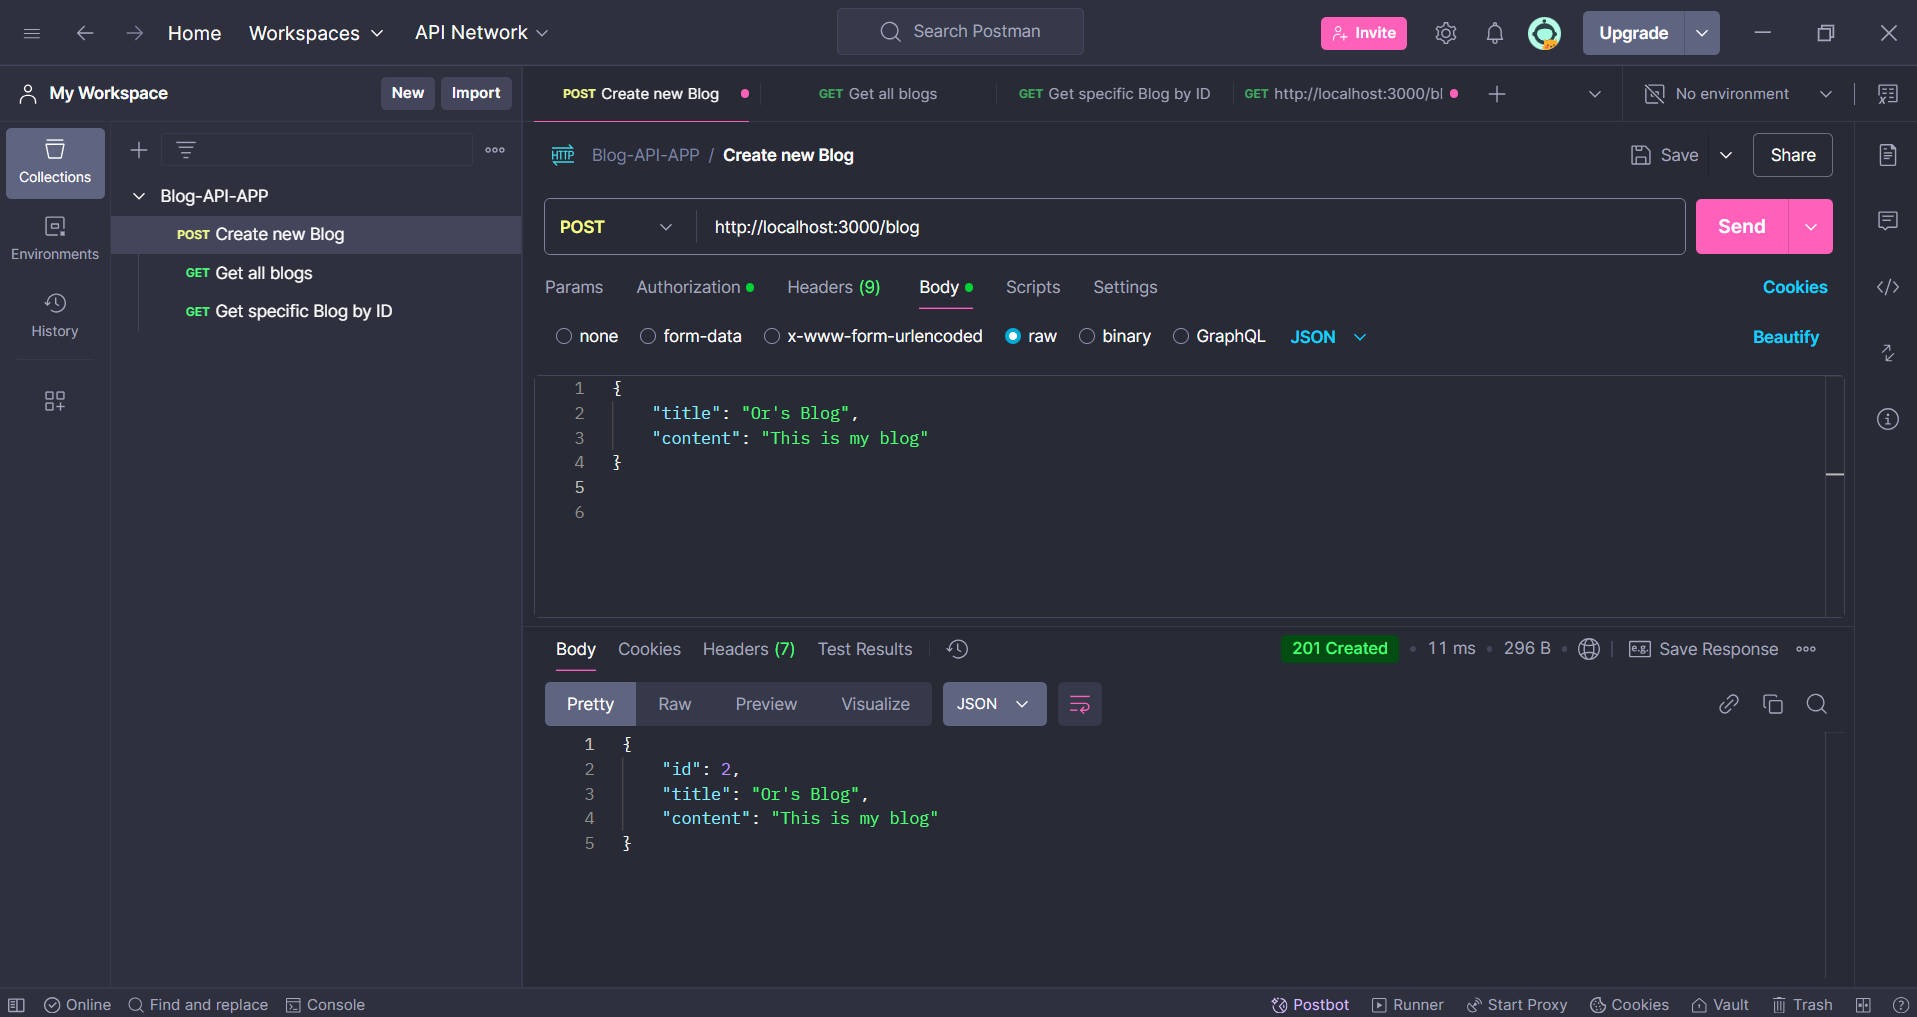 Home Workspaces API Network Search Postman Invite Upgrade
My Workspace New Import
POST Create new Blog GET Get all blogs GET Get specific Blog by ID GET http://localhost:3000/bl No environment
Collections
Environments
History
Blog-API-APP
POST Create new Blog
GET Get all blogs
GET Get specific Blog by ID
HTTP Blog-API-APP / Create new Blog Save Share
POST http://localhost:3000/blog Send
Params Authorization Headers (9) Body Scripts Settings Cookies
none form-data x-www-form-urlencoded raw binary GraphQL JSON Beautify
1 {
2 "title": "Or's Blog",
3 "content": "This is my blog"
4 }
5
6
Body Cookies Headers (7) Test Results 201 Created 11 ms 296 B e.g. Save Response
Pretty Raw Preview Visualize JSON
1 {
2 "id": 2,
3 "title": "Or's Blog",
4 "content": "This is my blog"
5 }
Online Find and replace Console Postbot Runner Start Proxy Cookies Vault Trash